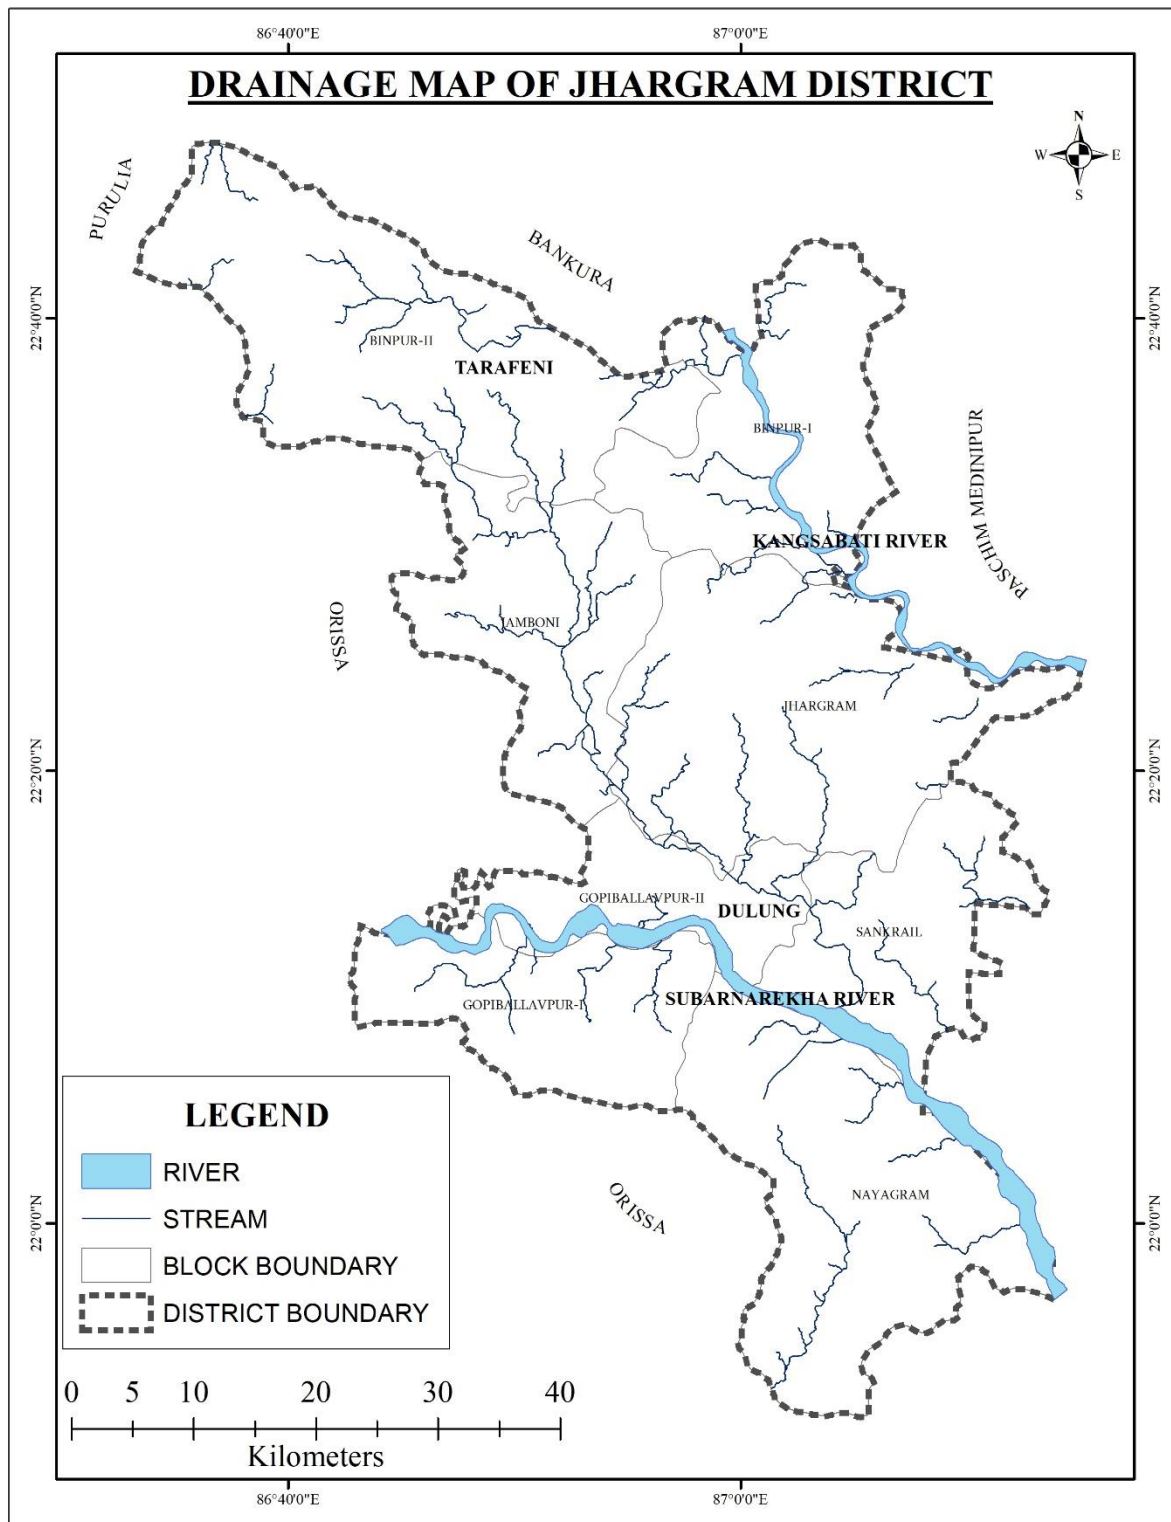 86°40'0"E
87°0'0"E
DRAINAGE MAP OF JHARGRAM DISTRICT
N
W
E
S
PURULIA
BANKURA
22°40'0"N
22°40'0"N
BINPUR-II
TARAFENI
BINPUR-I
PASCHIM MEDINIPUR
KANGSABATI RIVER
ORISSA
JAMBONI
JHARGRAM
22°20'0"N
22°20'0"N
GOPIBALLAVPUR-II
DULUNG
SANKRAIL
GOPIBALLAVPUR-I
SUBARNAREKHA RIVER
LEGEND
RIVER
STREAM
BLOCK BOUNDARY
DISTRICT BOUNDARY
ORISSA
NAYAGRAM
22°0'0"N
22°0'0"N
0 5 10 20 30 40
Kilometers
86°40'0"E
87°0'0"E